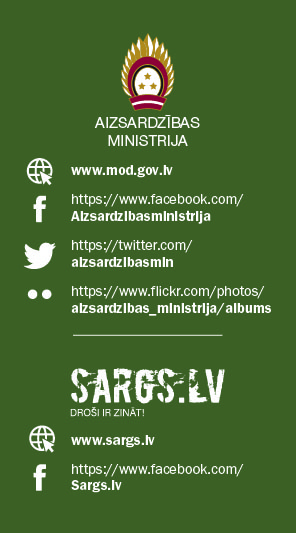 AIZSARDZĪBAS
MINISTRIJA
www.mod.gov.lv
https://www.facebook.com/
Aizsardzibasministrija
https://twitter.com/
aizsardzibasmin
https://www.flickr.com/photos/
aizsardzibas_ministrija/albums
SARGS.LV
DROŠI IR ZINĀT!
www.sargs.lv
https://www.facebook.com/
Sargs.lv